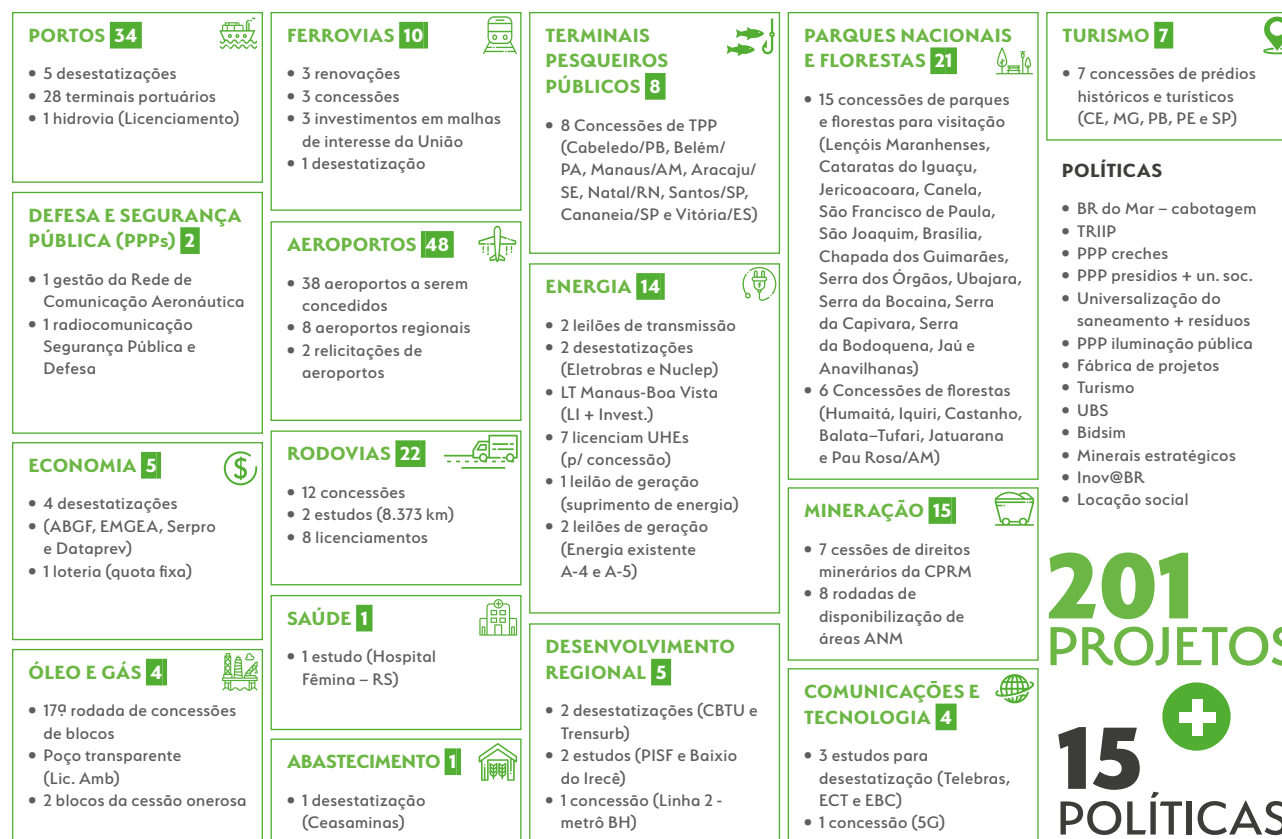 PORTOS 34
• 5 desestatizações
• 28 terminais portuários
• 1 hidrovia (Licenciamento)
DEFESA E SEGURANÇA
PÚBLICA (PPPs) 2
• 1 gestão da Rede de
Comunicação Aeronáutica
• 1 radiocomunicação
Segurança Pública e
Defesa
ECONOMIA 5
• 4 desestatizações
• (ABGF, EMGEA, Serpro
e Dataprev)
• 1 loteria (quota fixa)
ÓLEO E GÁS 4
• 17ª rodada de concessões
de blocos
• Poço transparente
(Lic. Amb)
• 2 blocos da cessão onerosa
FERROVIAS 10
• 3 renovações
• 3 concessões
• 3 investimentos em malhas
de interesse da União
• 1 desestatização
AEROPORTOS 48
• 38 aeroportos a serem
concedidos
• 8 aeroportos regionais
• 2 relicitações de
aeroportos
RODOVIAS 22
• 12 concessões
• 2 estudos (8.373 km)
• 8 licenciamentos
SAÚDE 1
• 1 estudo (Hospital
Fêmina – RS)
ABASTECIMENTO 1
• 1 desestatização
(Ceasaminas)
TERMINAIS
PESQUEIROS
PÚBLICOS 8
• 8 Concessões de TPP
(Cabeledo/PB, Belém/
PA, Manaus/AM, Aracaju/
SE, Natal/RN, Santos/SP,
Cananeia/SP e Vitória/ES)
ENERGIA 14
• 2 leilões de transmissão
• 2 desestatizações
(Eletrobras e Nuclep)
• LT Manaus-Boa Vista
(LI + Invest.)
• 7 licenciam UHEs
(p/ concessão)
• 1 leilão de geração
(suprimento de energia)
• 2 leilões de geração
(Energia existente
A-4 e A-5)
DESENVOLVIMENTO
REGIONAL 5
• 2 desestatizações (CBTU e
Trensurb)
• 2 estudos (PISF e Baixio
do Irecê)
• 1 concessão (Linha 2 -
metrô BH)
PARQUES NACIONAIS
E FLORESTAS 21
• 15 concessões de parques
e florestas para visitação
(Lençóis Maranhenses,
Cataratas do Iguaçu,
Jericoacoara, Canela,
São Francisco de Paula,
São Joaquim, Brasília,
Chapada dos Guimarães,
Serra dos Órgãos, Ubajara,
Serra da Bocaina, Serra
da Capivara, Serra
da Bodoquena, Jaú e
Anavilhanas)
• 6 Concessões de florestas
(Humaitá, Iquiri, Castanho,
Balata–Tufari, Jatuarana
e Pau Rosa/AM)
MINERAÇÃO 15
• 7 cessões de direitos
minerários da CPRM
• 8 rodadas de
disponibilização de
áreas ANM
COMUNICAÇÕES E
TECNOLOGIA 4
• 3 estudos para
desestatização (Telebras,
ECT e EBC)
• 1 concessão (5G)
TURISMO 7
• 7 concessões de prédios
históricos e turísticos
(CE, MG, PB, PE e SP)
POLÍTICAS
• BR do Mar – cabotagem
• TRIIP
• PPP creches
• PPP presídios + un. soc.
• Universalização do
saneamento + resíduos
• PPP iluminação pública
• Fábrica de projetos
• Turismo
• UBS
• Bidsim
• Minerais estratégicos
• Inov@BR
• Locação social
201
PROJETOS
+
15
POLÍTICAS